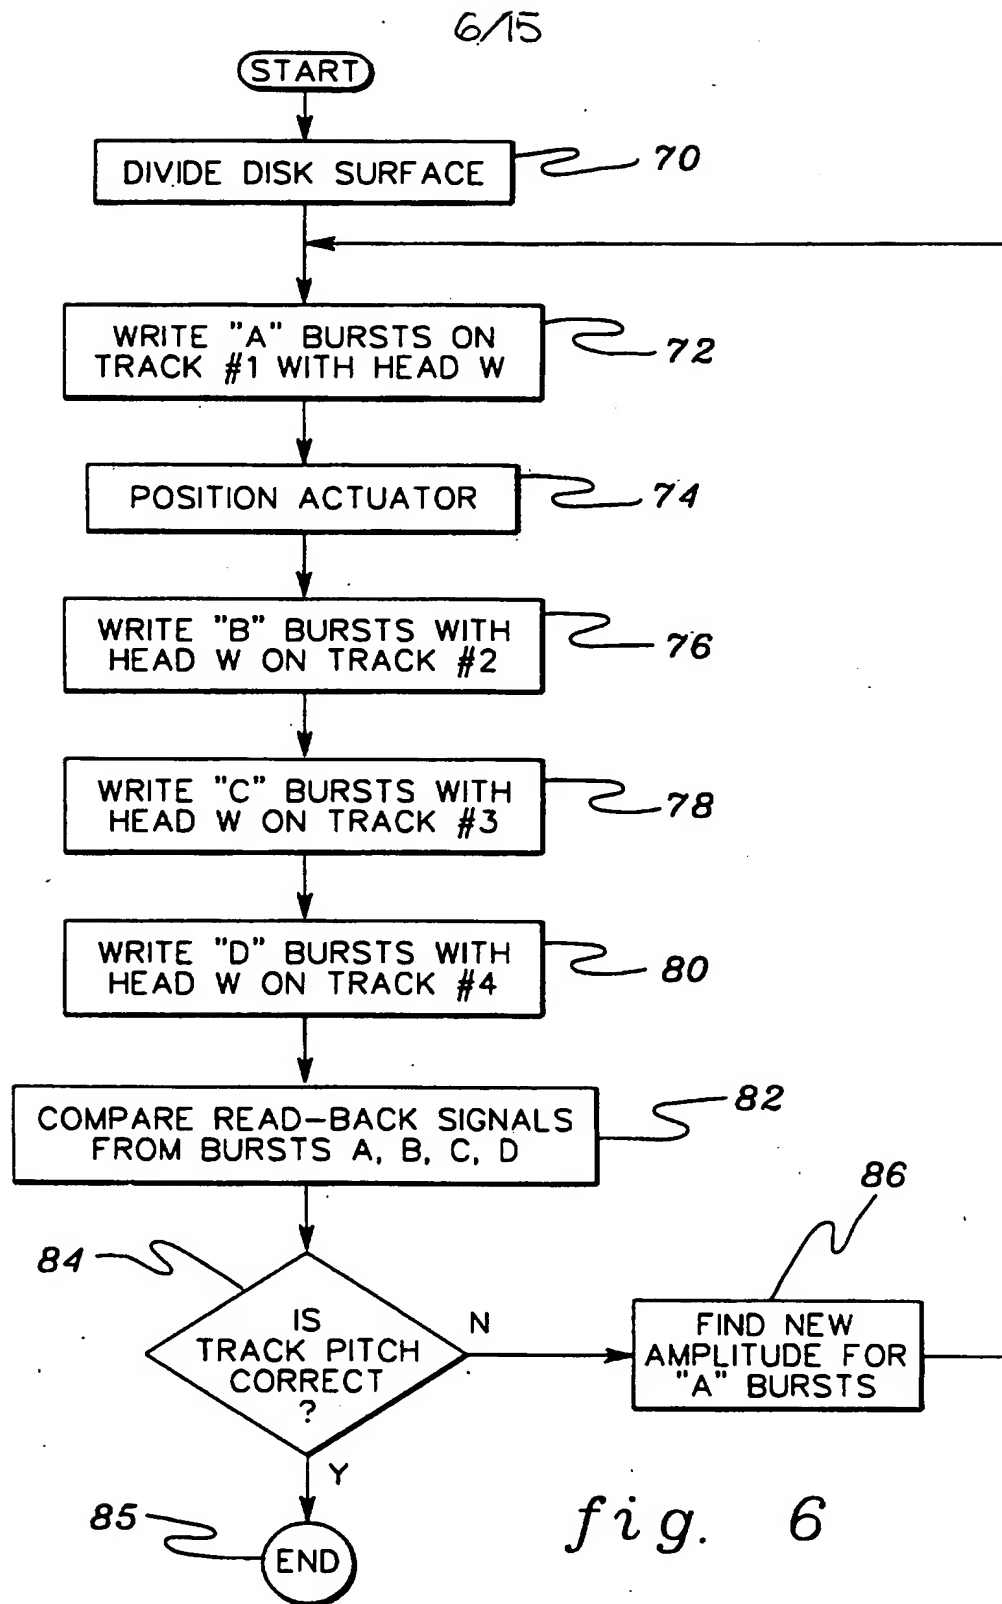 6/15
START
DIVIDE DISK SURFACE
70
WRITE "A" BURSTS ON
TRACK #1 WITH HEAD W
72
POSITION ACTUATOR
74
WRITE "B" BURSTS WITH
HEAD W ON TRACK #2
76
WRITE "C" BURSTS WITH
HEAD W ON TRACK #3
78
WRITE "D" BURSTS WITH
HEAD W ON TRACK #4
80
COMPARE READ-BACK SIGNALS
FROM BURSTS A, B, C, D
82
84
IS
TRACK PITCH
CORRECT
?
N
86
FIND NEW
AMPLITUDE FOR
"A" BURSTS
Y
85
END
fig. 6